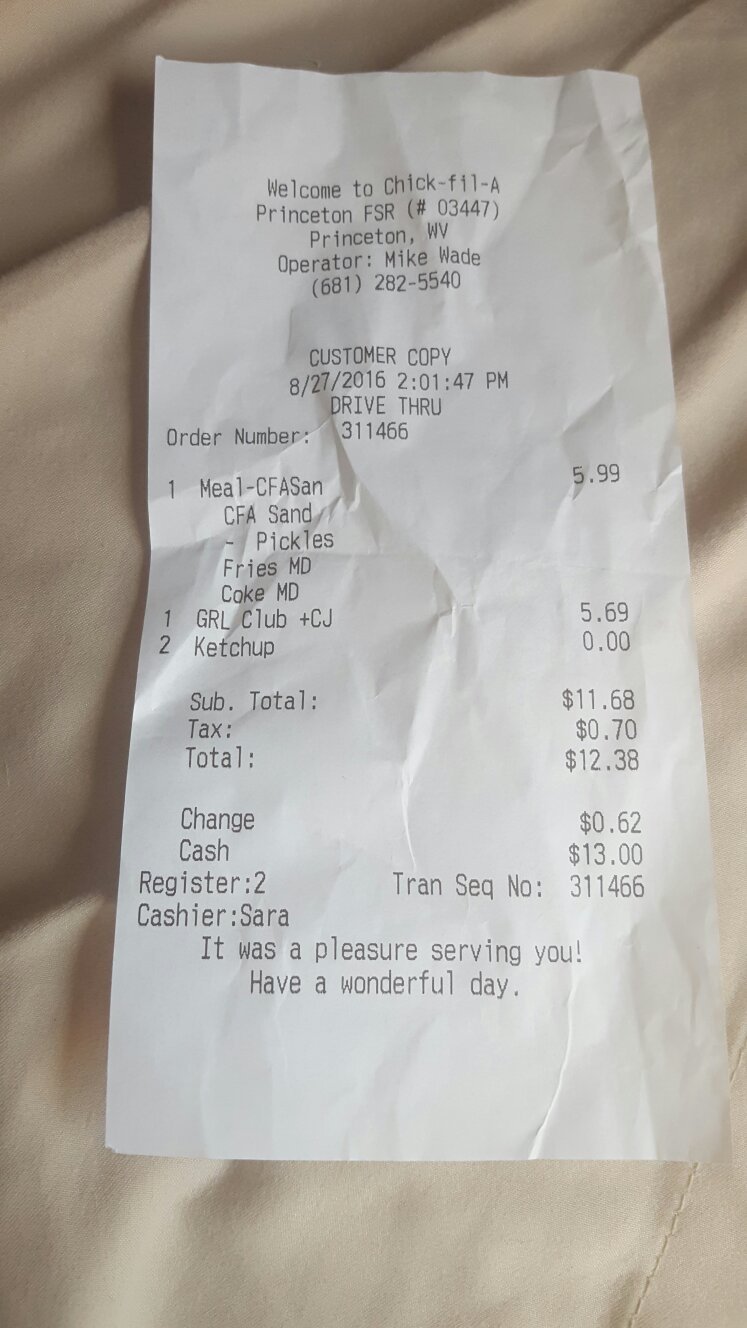 Welcome to Chick-fil-A
Princeton FSR (# 03447)
Princeton, WV
Operator: Mike Wade
(681) 282-5540
CUSTOMER COPY
8/27/2016 2:01:47 PM
DRIVE THRU
Order Number: 311466
1 Meal-CFASan 5.99
CFA Sand
- Pickles
Fries MD
Coke MD
1 GRL Club +CJ 5.69
2 Ketchup 0.00
Sub. Total: $11.68
Tax: $0.70
Total: $12.38
Change $0.62
Cash $13.00
Register:2 Tran Seq No: 311466
Cashier:Sara
It was a pleasure serving you!
Have a wonderful day.